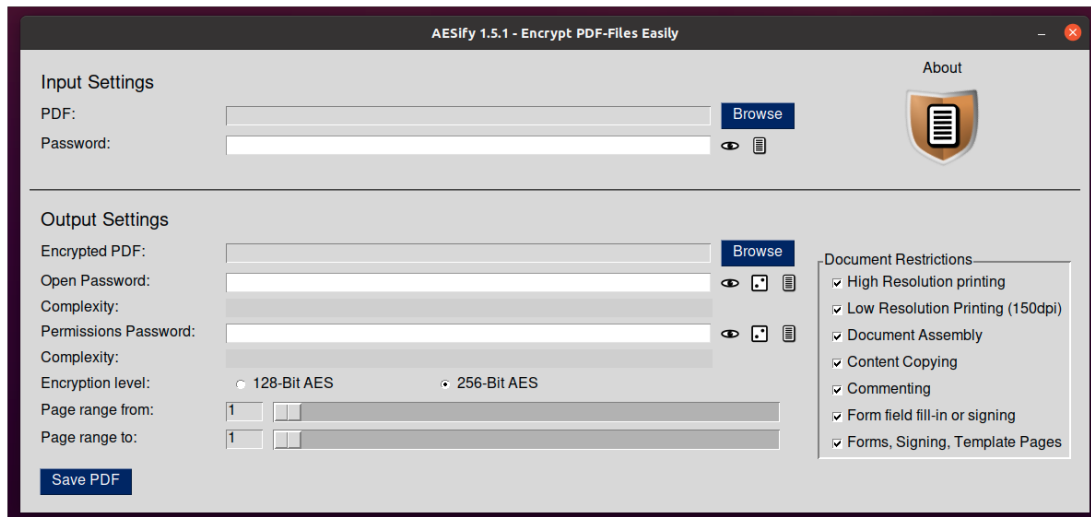 AESify 1.5.1 - Encrypt PDF-Files Easily
About
Input Settings
PDF:
Browse
Password:
Output Settings
Encrypted PDF:
Browse
Open Password:
Complexity:
Permissions Password:
Complexity:
Encryption level:
128-Bit AES
256-Bit AES
Page range from:
1
Page range to:
1
Save PDF
Document Restrictions
High Resolution printing
Low Resolution Printing (150dpi)
Document Assembly
Content Copying
Commenting
Form field fill-in or signing
Forms, Signing, Template Pages